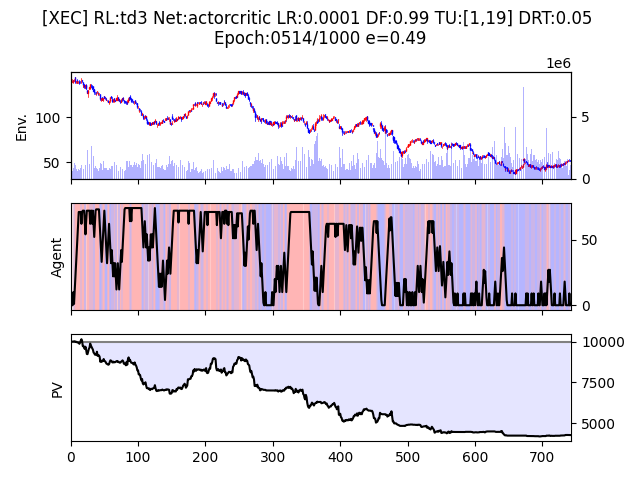 [XEC] RL:td3 Net:actorcritic LR:0.0001 DF:0.99 TU:[1,19] DRT:0.05
Epoch:0514/1000 e=0.49
1e6
Env.
100
50
5
0
Agent
50
0
PV
10000
7500
5000
0 100 200 300 400 500 600 700